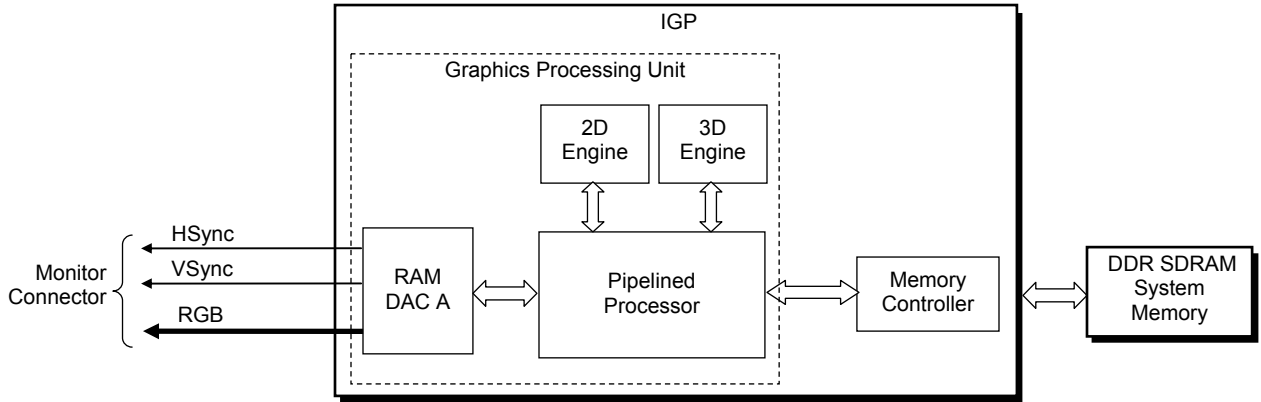 IGP
Graphics Processing Unit
2D
Engine
3D
Engine
HSync
VSync
RGB
Monitor
Connector
RAM
DAC A
Pipelined
Processor
Memory
Controller
DDR SDRAM
System
Memory